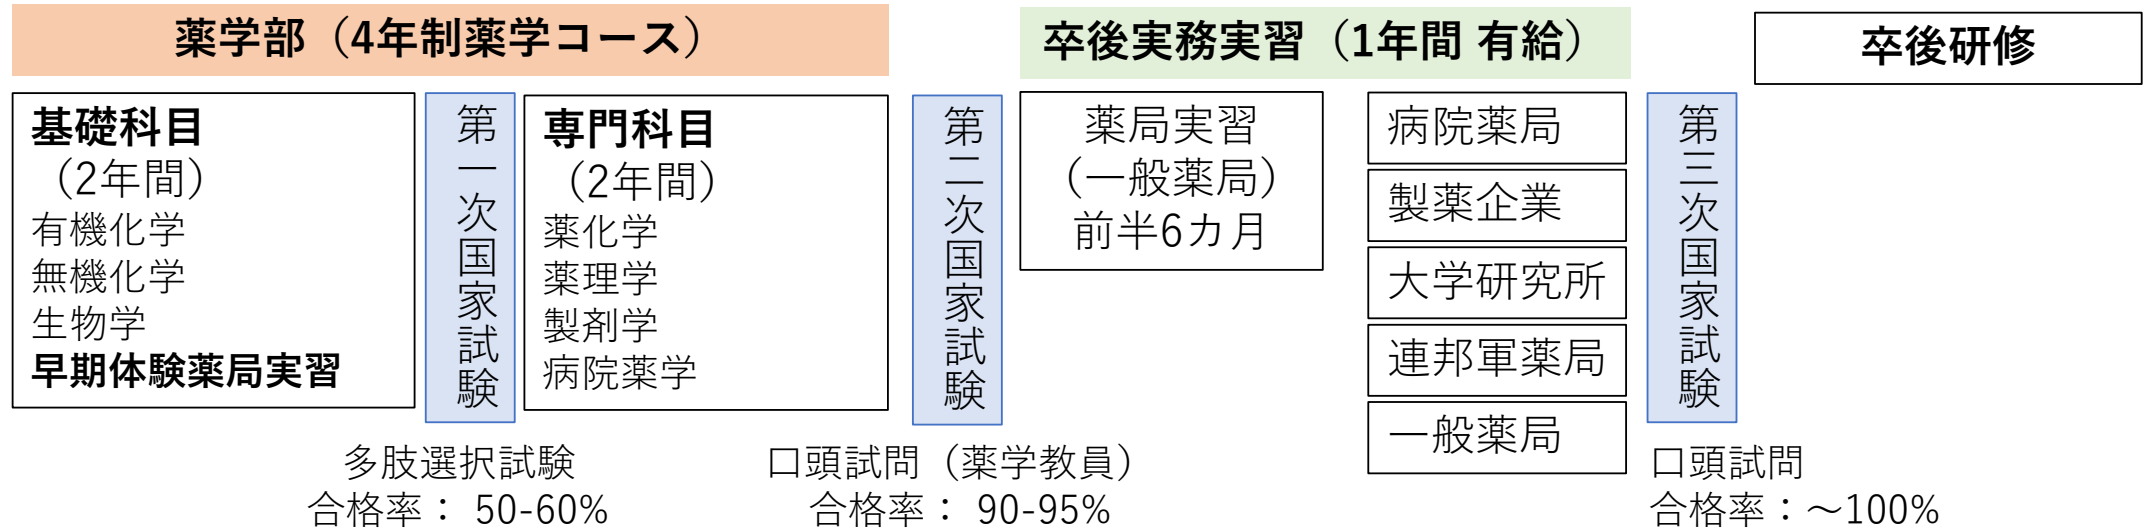 薬学部（4年制薬学コース）
基礎科目
（2年間）
有機化学
無機化学
生物学
早期体験薬局実習
第一次国家試験
専門科目
（2年間）
薬化学
薬理学
製剤学
病院薬学
第二次国家試験
多肢選択試験
合格率： 50-60%
口頭試問（薬学教員）
合格率： 90-95%
卒後実務実習（1年間 有給）
薬局実習
（一般薬局）
前半6カ月
病院薬局
製薬企業
大学研究所
連邦軍薬局
一般薬局
第三次国家試験
口頭試問
合格率：～100%
卒後研修